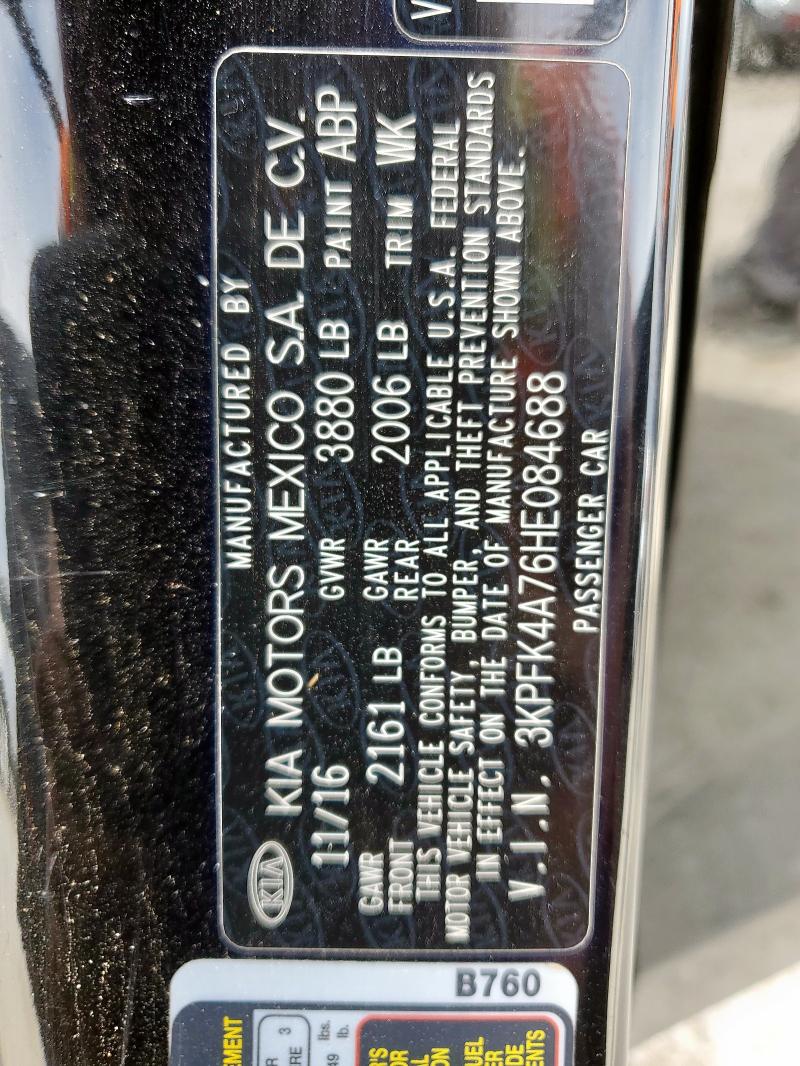 MANUFACTURED BY
KIA KIA MOTORS MEXICO S.A. DE C.V.
11/16 GVWR 3880 LB PAINT ABP
GAWR FRONT 2161 LB GAWR REAR 2006 LB TRIM WK
THIS VEHICLE CONFORMS TO ALL APPLICABLE U.S.A. FEDERAL
MOTOR VEHICLE SAFETY, BUMPER, AND THEFT PREVENTION STANDARDS
IN EFFECT ON THE DATE OF MANUFACTURE SHOWN ABOVE.
V.I.N. 3KPFK4A76HE084688
PASSENGER CAR
B760